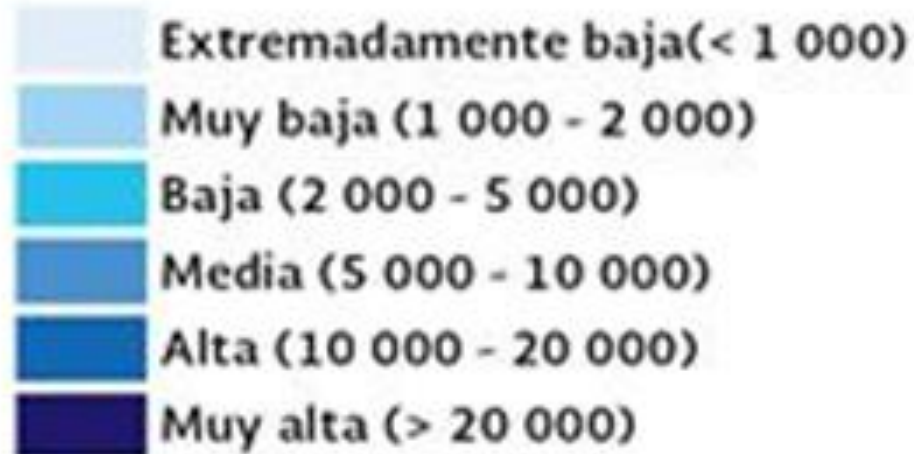 Extremadamente baja(< 1 000)
Muy baja (1 000 - 2 000)
Baja (2 000 - 5 000)
Media (5 000 - 10 000)
Alta (10 000 - 20 000)
Muy alta (> 20 000)